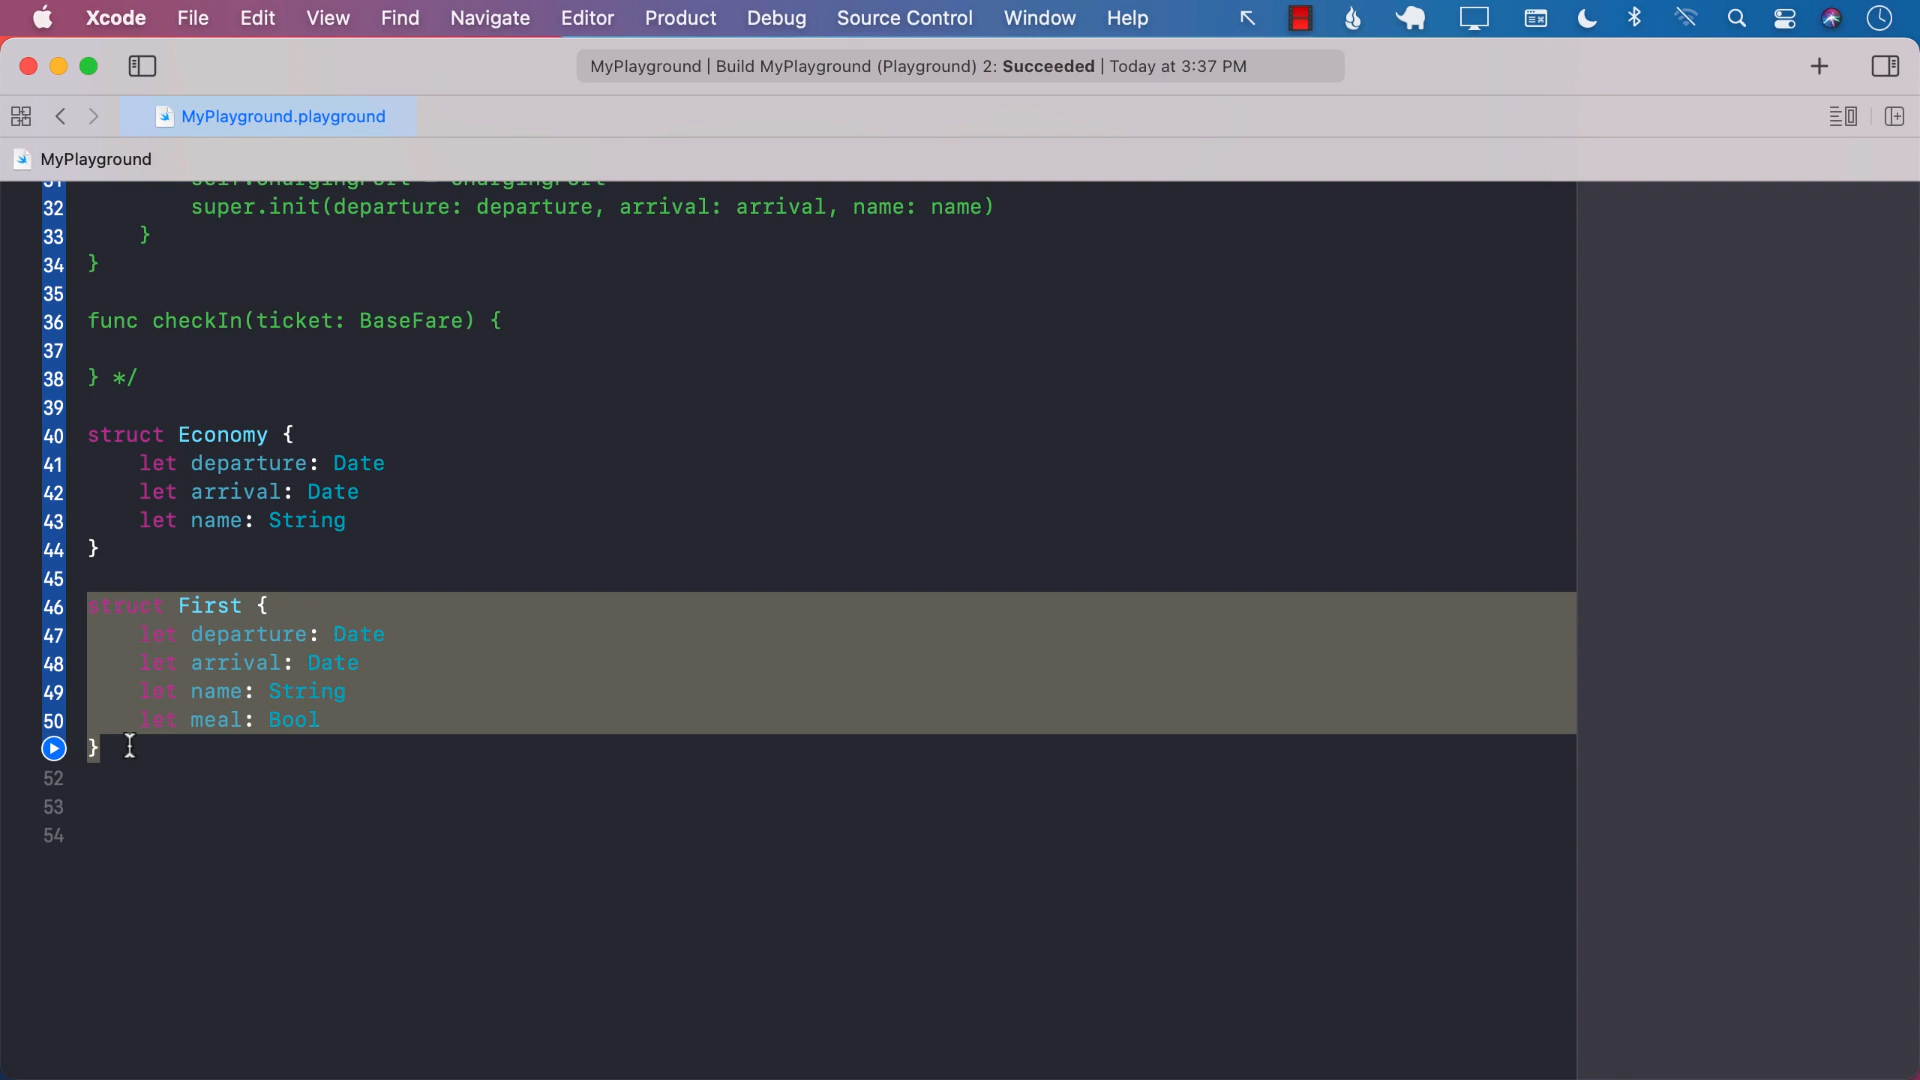 Xcode File Edit View Find Navigate Editor Product Debug Source Control Window Help
MyPlayground | Build MyPlayground (Playground) 2: Succeeded | Today at 3:37 PM
MyPlayground.playground
MyPlayground
31 self.chargingPort = chargingPort
32 super.init(departure: departure, arrival: arrival, name: name)
33 }
34 }
35
36 func checkIn(ticket: BaseFare) {
37
38 } */
39
40 struct Economy {
41 let departure: Date
42 let arrival: Date
43 let name: String
44 }
45
46 struct First {
47 let departure: Date
48 let arrival: Date
49 let name: String
50 let meal: Bool
}
52
53
54